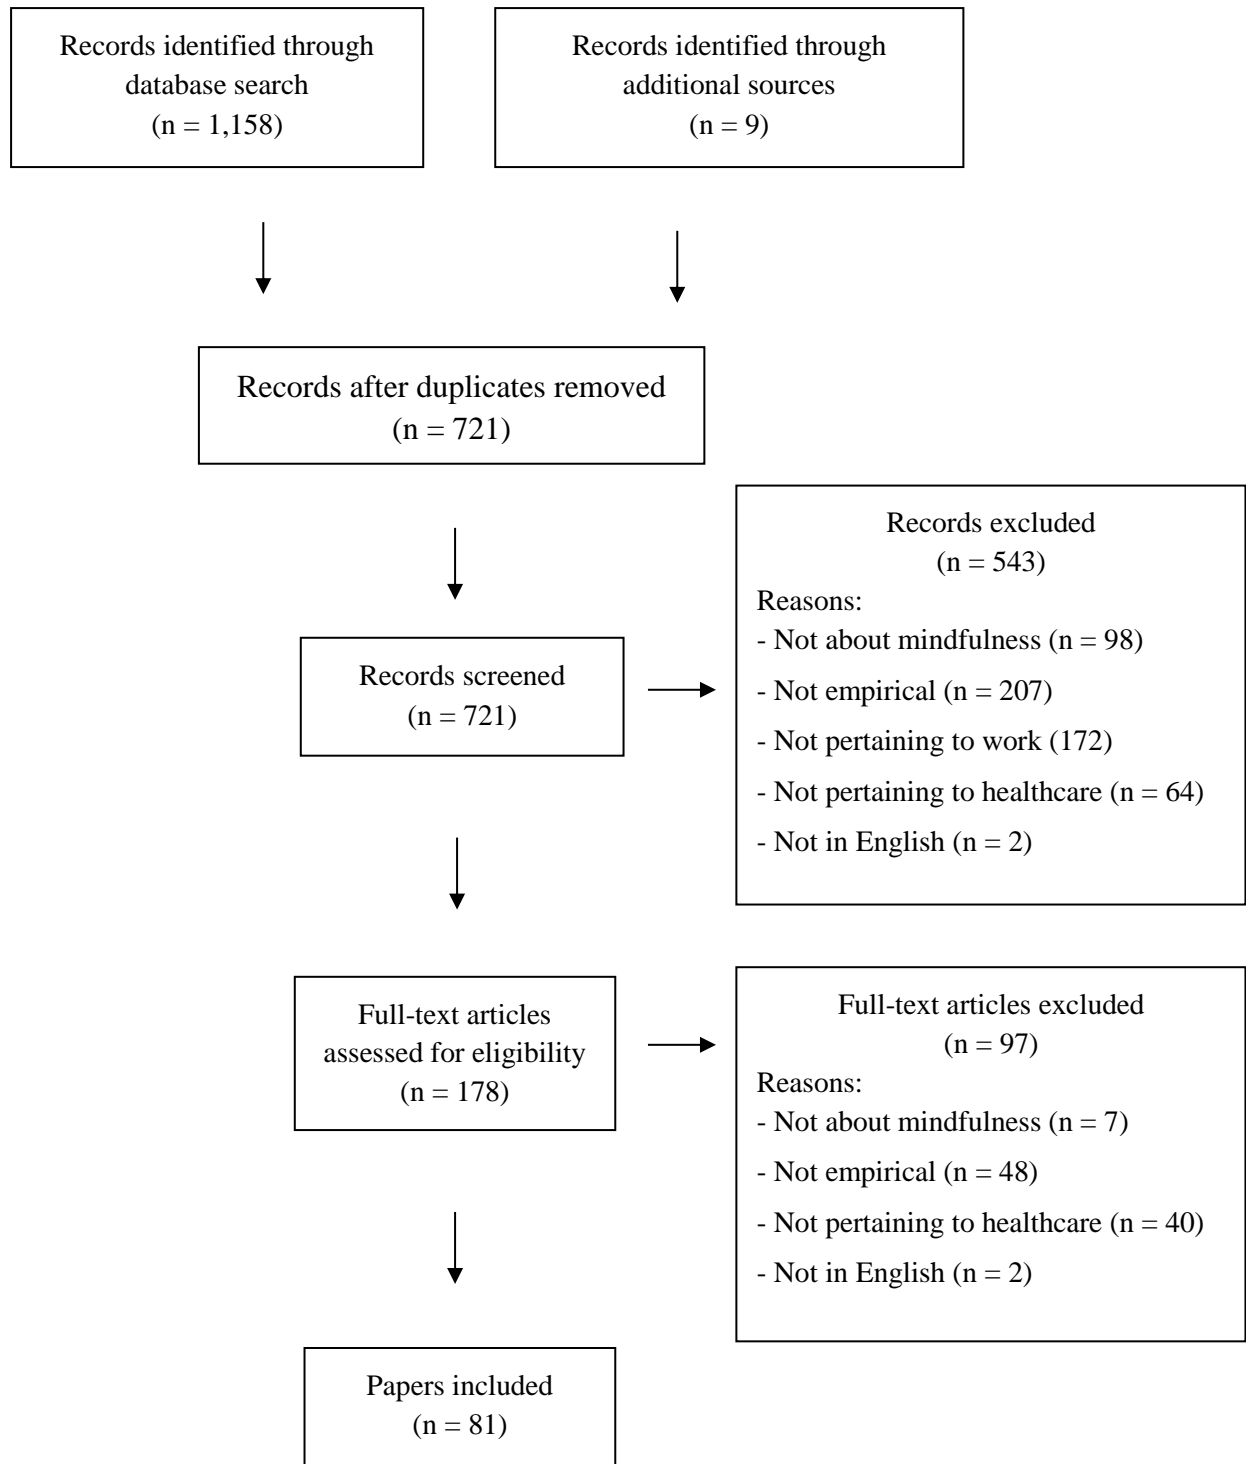 Records identified through
database search
(n = 1,158)
Records identified through
additional sources
(n = 9)
Records after duplicates removed
(n = 721)
Records screened
(n = 721)
Records excluded
(n = 543)
Reasons:
- Not about mindfulness (n = 98)
- Not empirical (n = 207)
- Not pertaining to work (172)
- Not pertaining to healthcare (n = 64)
- Not in English (n = 2)
Full-text articles
assessed for eligibility
(n = 178)
Full-text articles excluded
(n = 97)
Reasons:
- Not about mindfulness (n = 7)
- Not empirical (n = 48)
- Not pertaining to healthcare (n = 40)
- Not in English (n = 2)
Papers included
(n = 81)